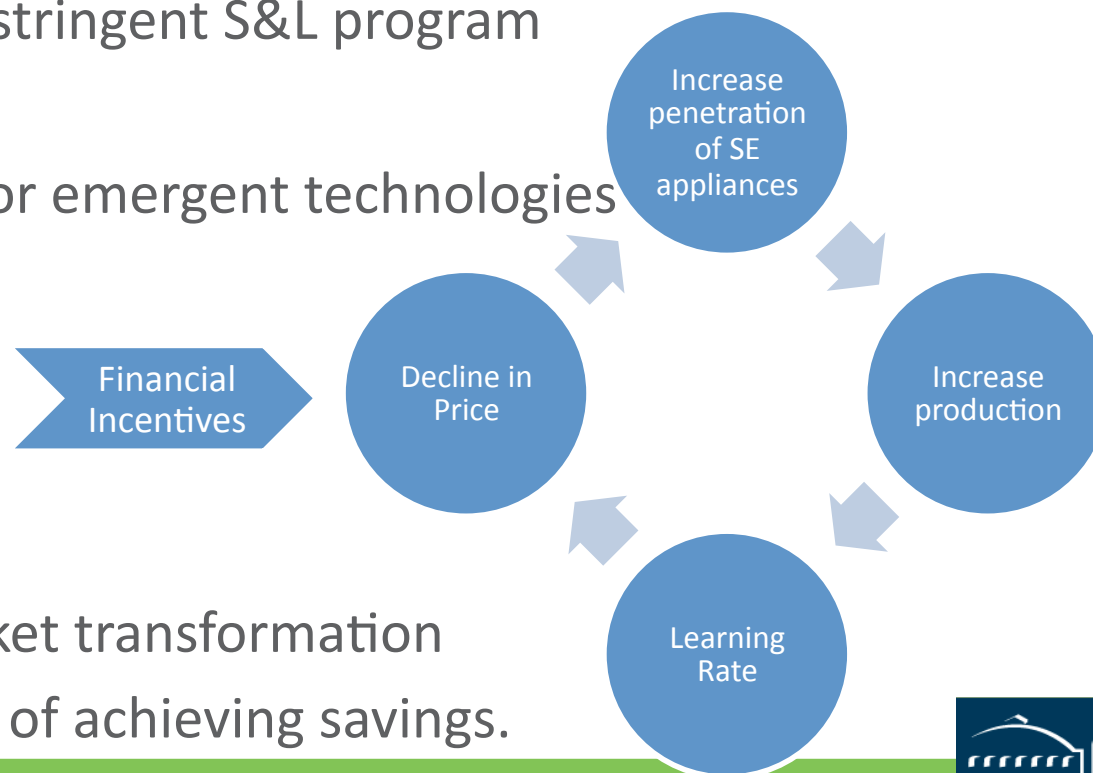 stringent S&L program
Increase
penetration
of SE
appliances
or emergent technologies
Financial
Incentives
Decline in
Price
Increase
production
Learning
Rate
ket transformation
of achieving savings.